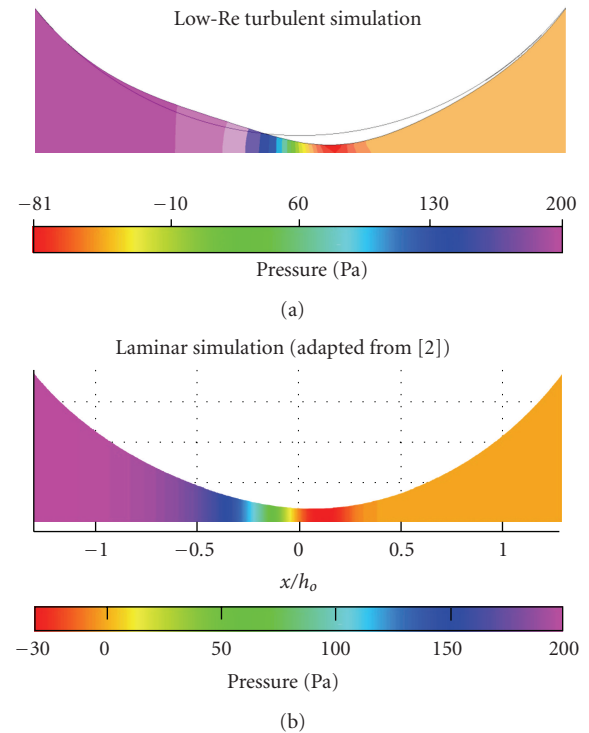 Low-Re turbulent simulation
−81 −10 60 130 200
Pressure (Pa)
(a)
Laminar simulation (adapted from [2])
−1 −0.5 0 0.5 1
x/hₒ
−30 0 50 100 150 200
Pressure (Pa)
(b)